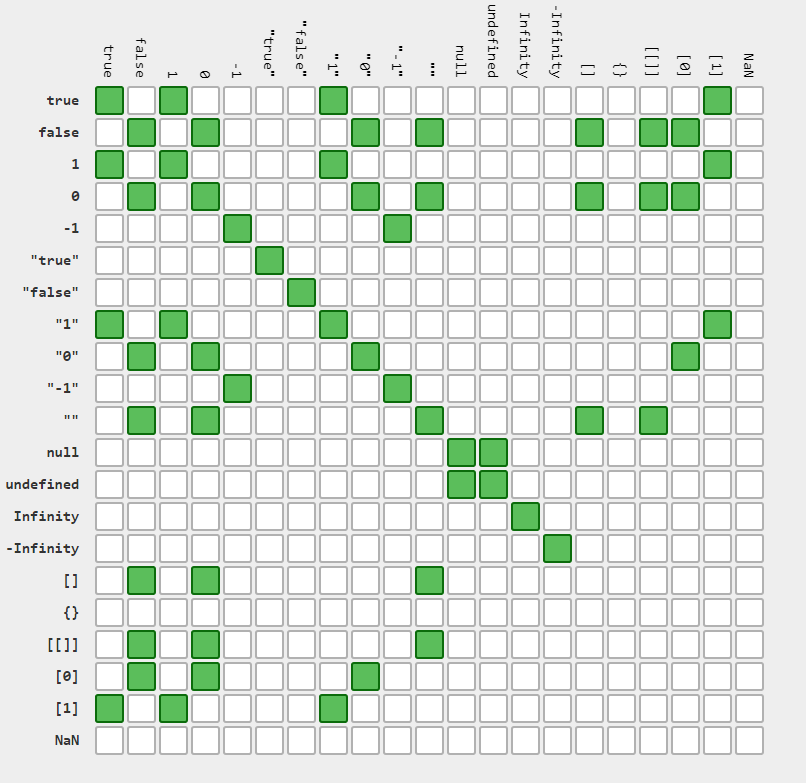 true
false
1
0
-1
"true"
"false"
"1"
"0"
"-1"
""
null
undefined
Infinity
-Infinity
[]
{}
[[]]
[0]
[1]
NaN
true
false
1
0
-1
"true"
"false"
"1"
"0"
"-1"
""
null
undefined
Infinity
-Infinity
[]
{}
[[]]
[0]
[1]
NaN